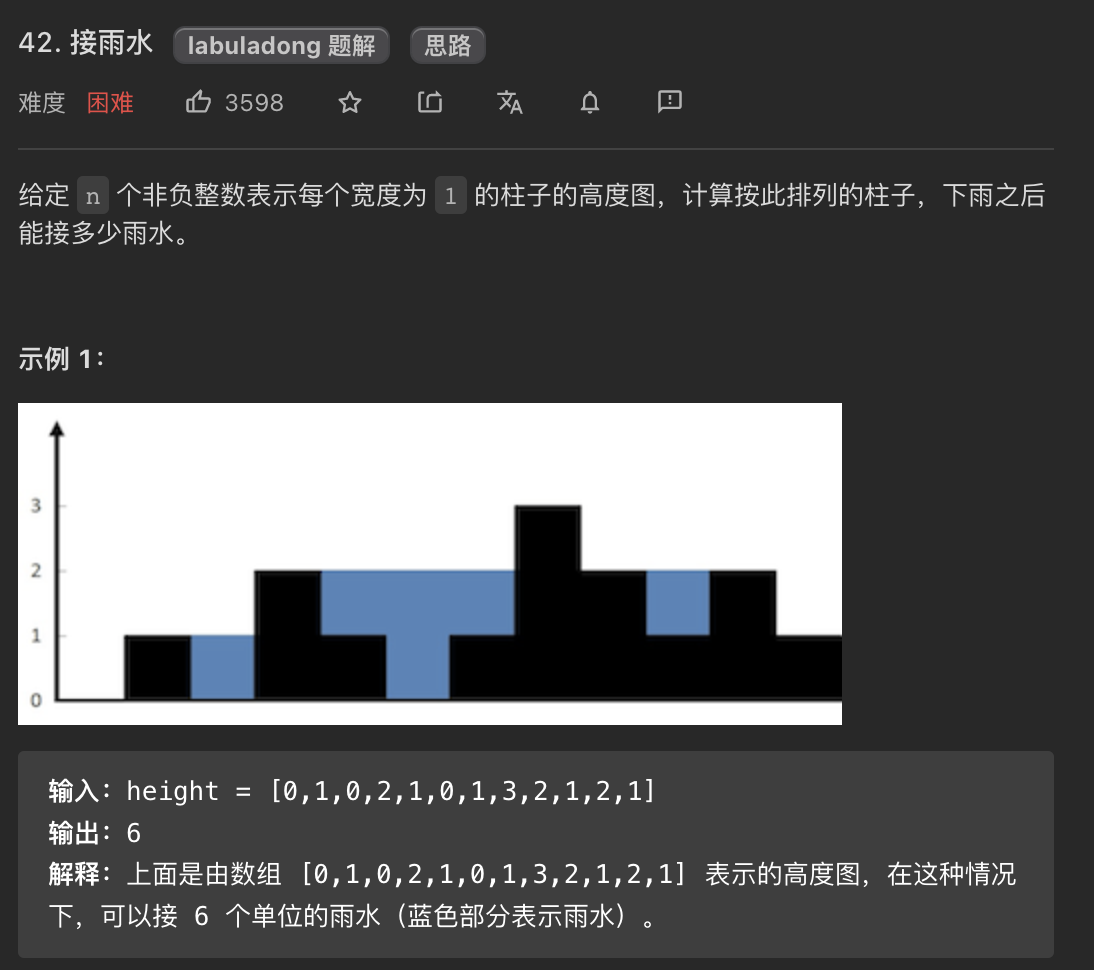 42. 接雨水 labuladong 题解 思路
难度 困难 3598
给定 n 个非负整数表示每个宽度为 1 的柱子的高度图，计算按此排列的柱子，下雨之后
能接多少雨水。
示例 1：
3
2
1
0
输入：height = [0,1,0,2,1,0,1,3,2,1,2,1]
输出：6
解释：上面是由数组 [0,1,0,2,1,0,1,3,2,1,2,1] 表示的高度图，在这种情况
下，可以接 6 个单位的雨水（蓝色部分表示雨水）。